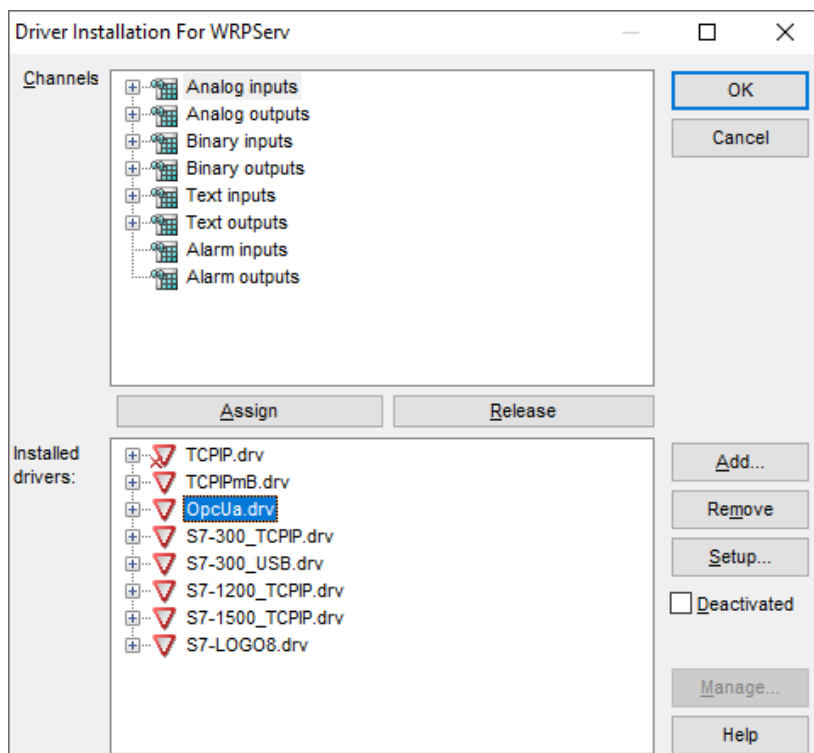 Driver Installation For WRPServ
Channels
Analog inputs
Analog outputs
Binary inputs
Binary outputs
Text inputs
Text outputs
Alarm inputs
Alarm outputs
OK
Cancel
Assign
Release
Installed
drivers:
TCPIP.drv
TCPIPmB.drv
OpcUa.drv
S7-300_TCPIP.drv
S7-300_USB.drv
S7-1200_TCPIP.drv
S7-1500_TCPIP.drv
S7-LOGO8.drv
Add...
Remove
Setup...
Deactivated
Manage...
Help